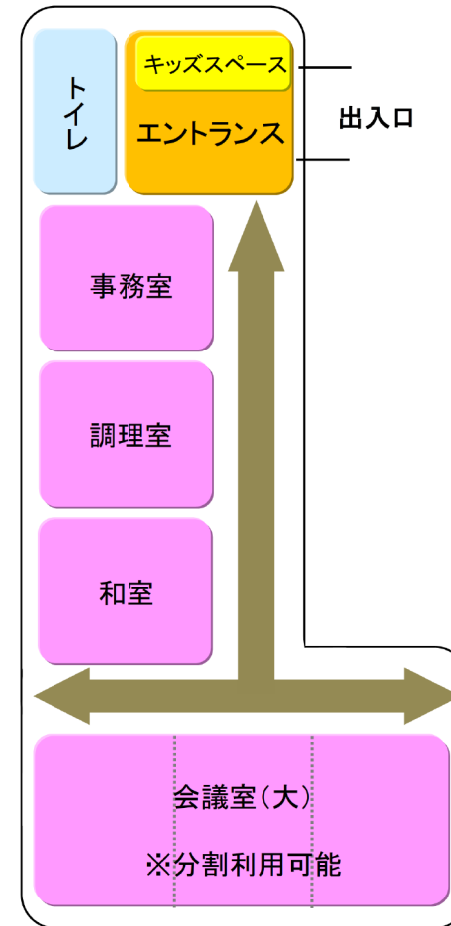 キッズスペース
トイレ
エントランス
出入口
事務室
調理室
和室
会議室(大)
※分割利用可能